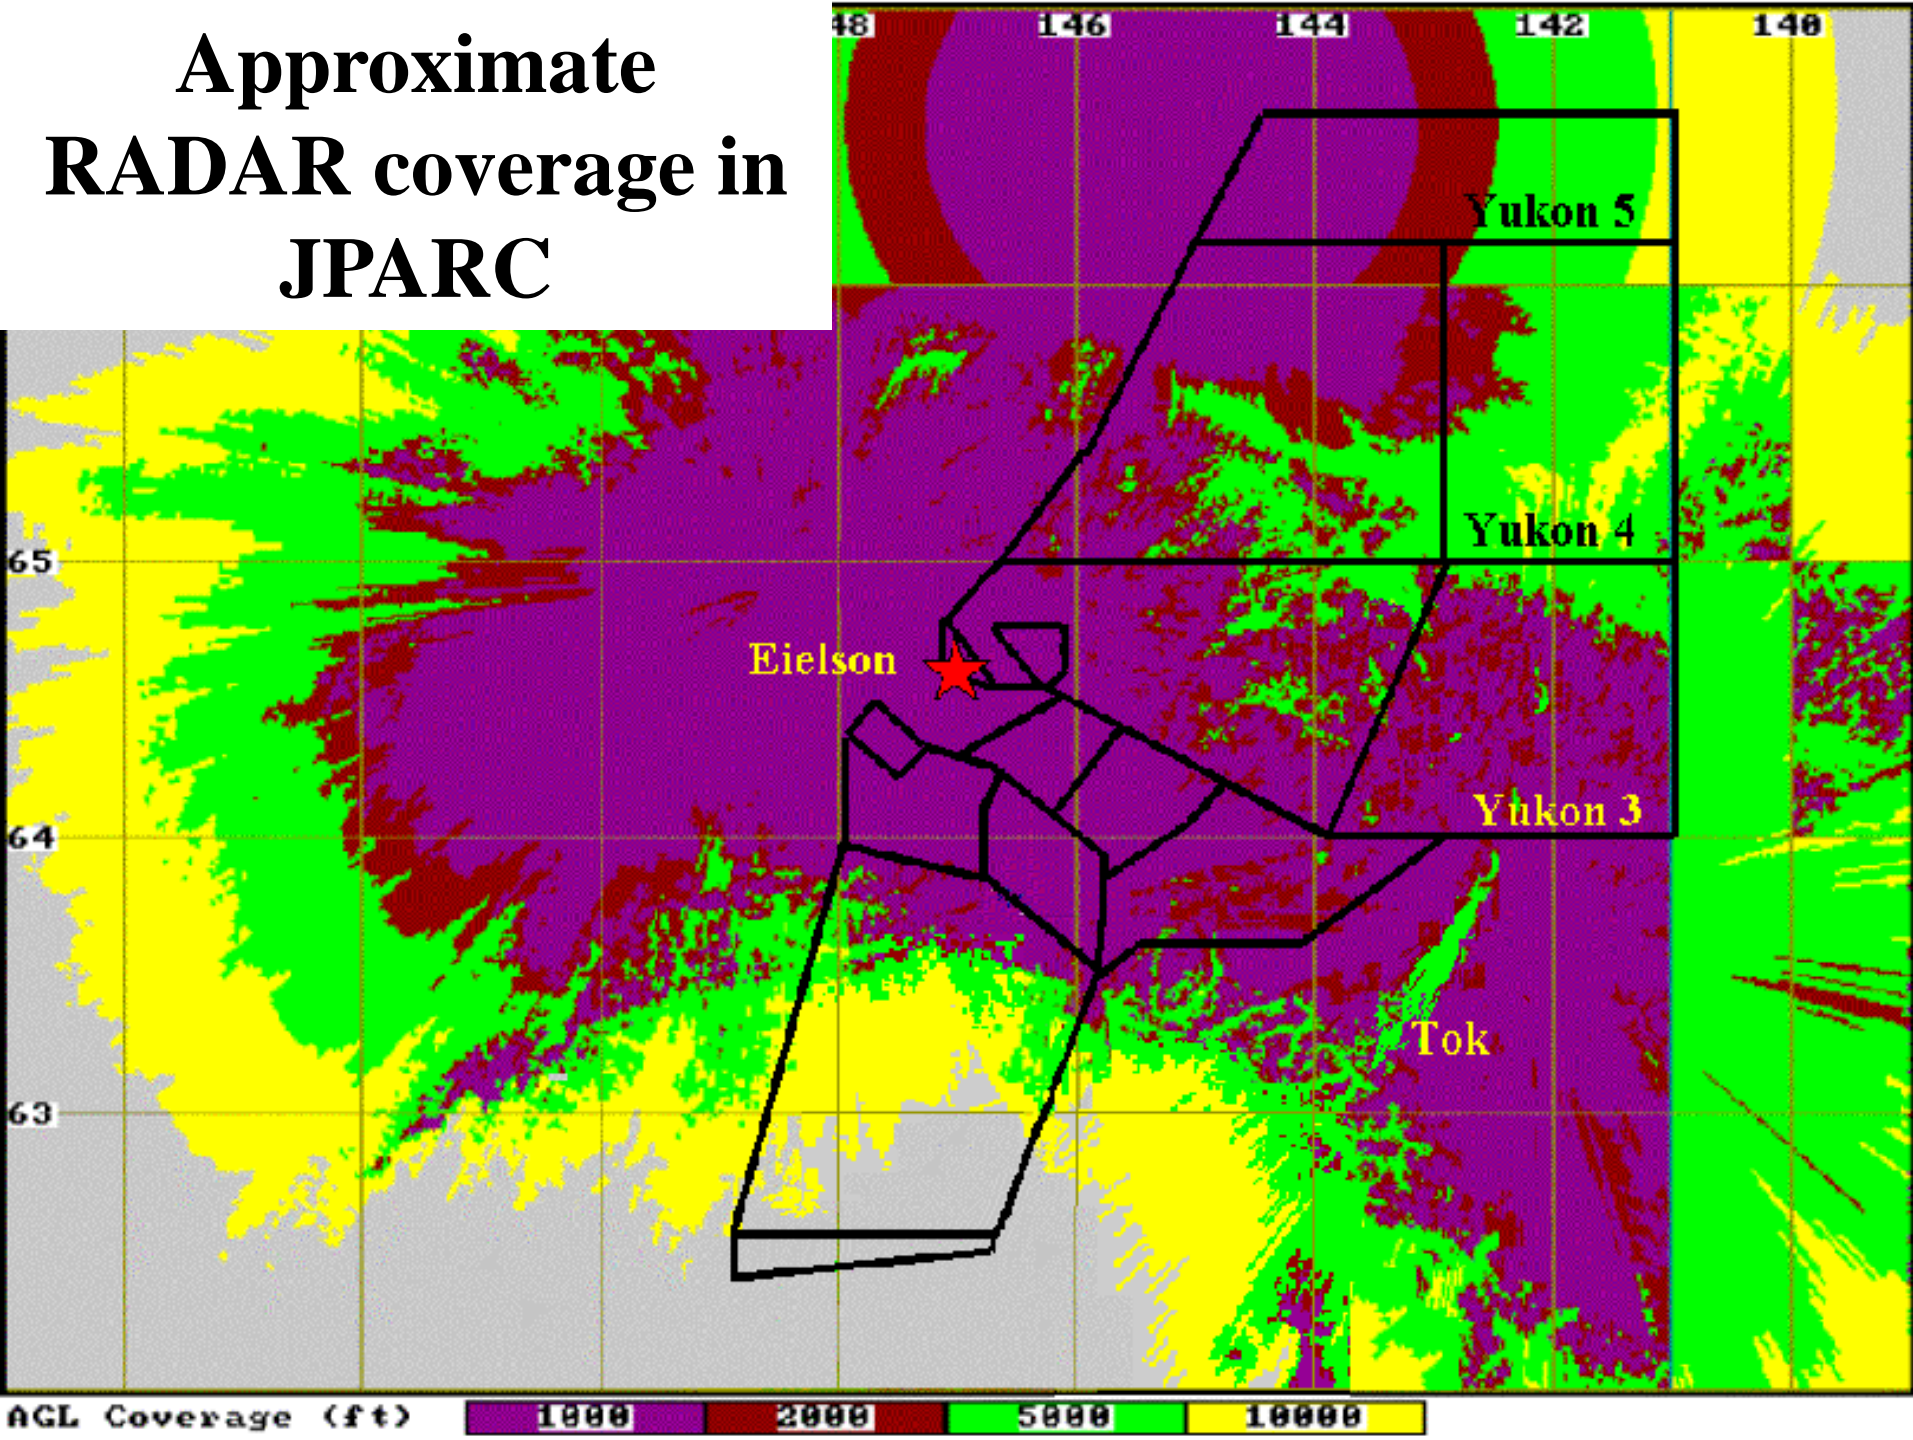 Approximate
RADAR coverage in
JPARC
48 146 144 142 140
Yukon 5
Yukon 4
65
Eielson
Yukon 3
64
Tok
63
AGL Coverage (ft) 1000 2000 5000 10000